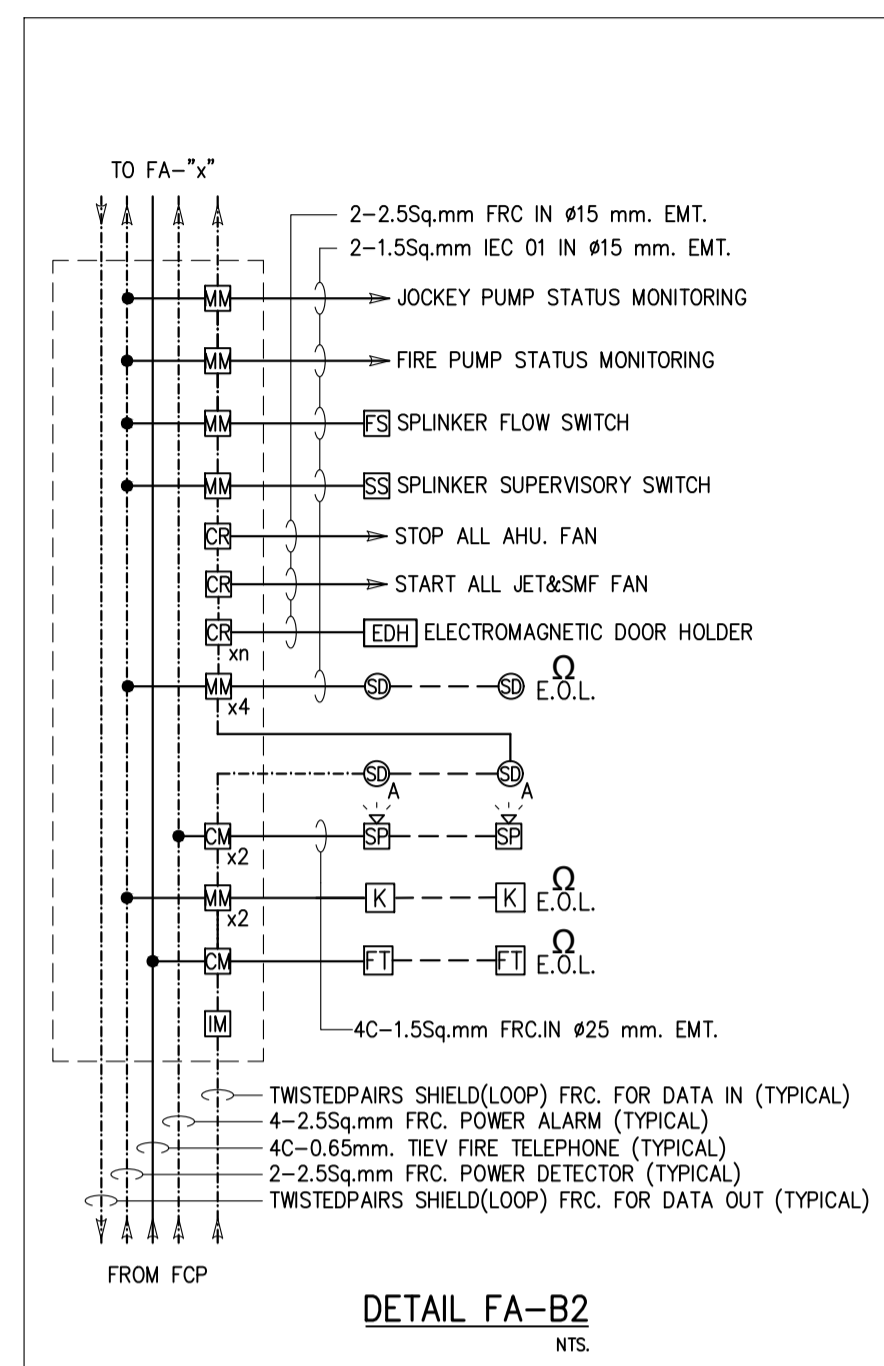 TO FA-"x"
2-2.5Sq.mm FRC IN ø15 mm. EMT.
2-1.5Sq.mm IEC 01 IN ø15 mm. EMT.
MM JOCKEY PUMP STATUS MONITORING
MM FIRE PUMP STATUS MONITORING
MM FS SPLINKER FLOW SWITCH
MM SS SPLINKER SUPERVISORY SWITCH
CR STOP ALL AHU. FAN
CR START ALL JET&SMF FAN
CR EDH ELECTROMAGNETIC DOOR HOLDER
xn
MM SD SD Ω
x4 E.O.L.
SD SD
A A
CM SP SP
x2
MM K K Ω
x2 E.O.L.
CM FT FT Ω
E.O.L.
IM
4C-1.5Sq.mm FRC.IN ø25 mm. EMT.
TWISTEDPAIRS SHIELD(LOOP) FRC. FOR DATA IN (TYPICAL)
4-2.5Sq.mm FRC. POWER ALARM (TYPICAL)
4C-0.65mm. TIEV FIRE TELEPHONE (TYPICAL)
2-2.5Sq.mm FRC. POWER DETECTOR (TYPICAL)
TWISTEDPAIRS SHIELD(LOOP) FRC. FOR DATA OUT (TYPICAL)
FROM FCP
DETAIL FA-B2
NTS.